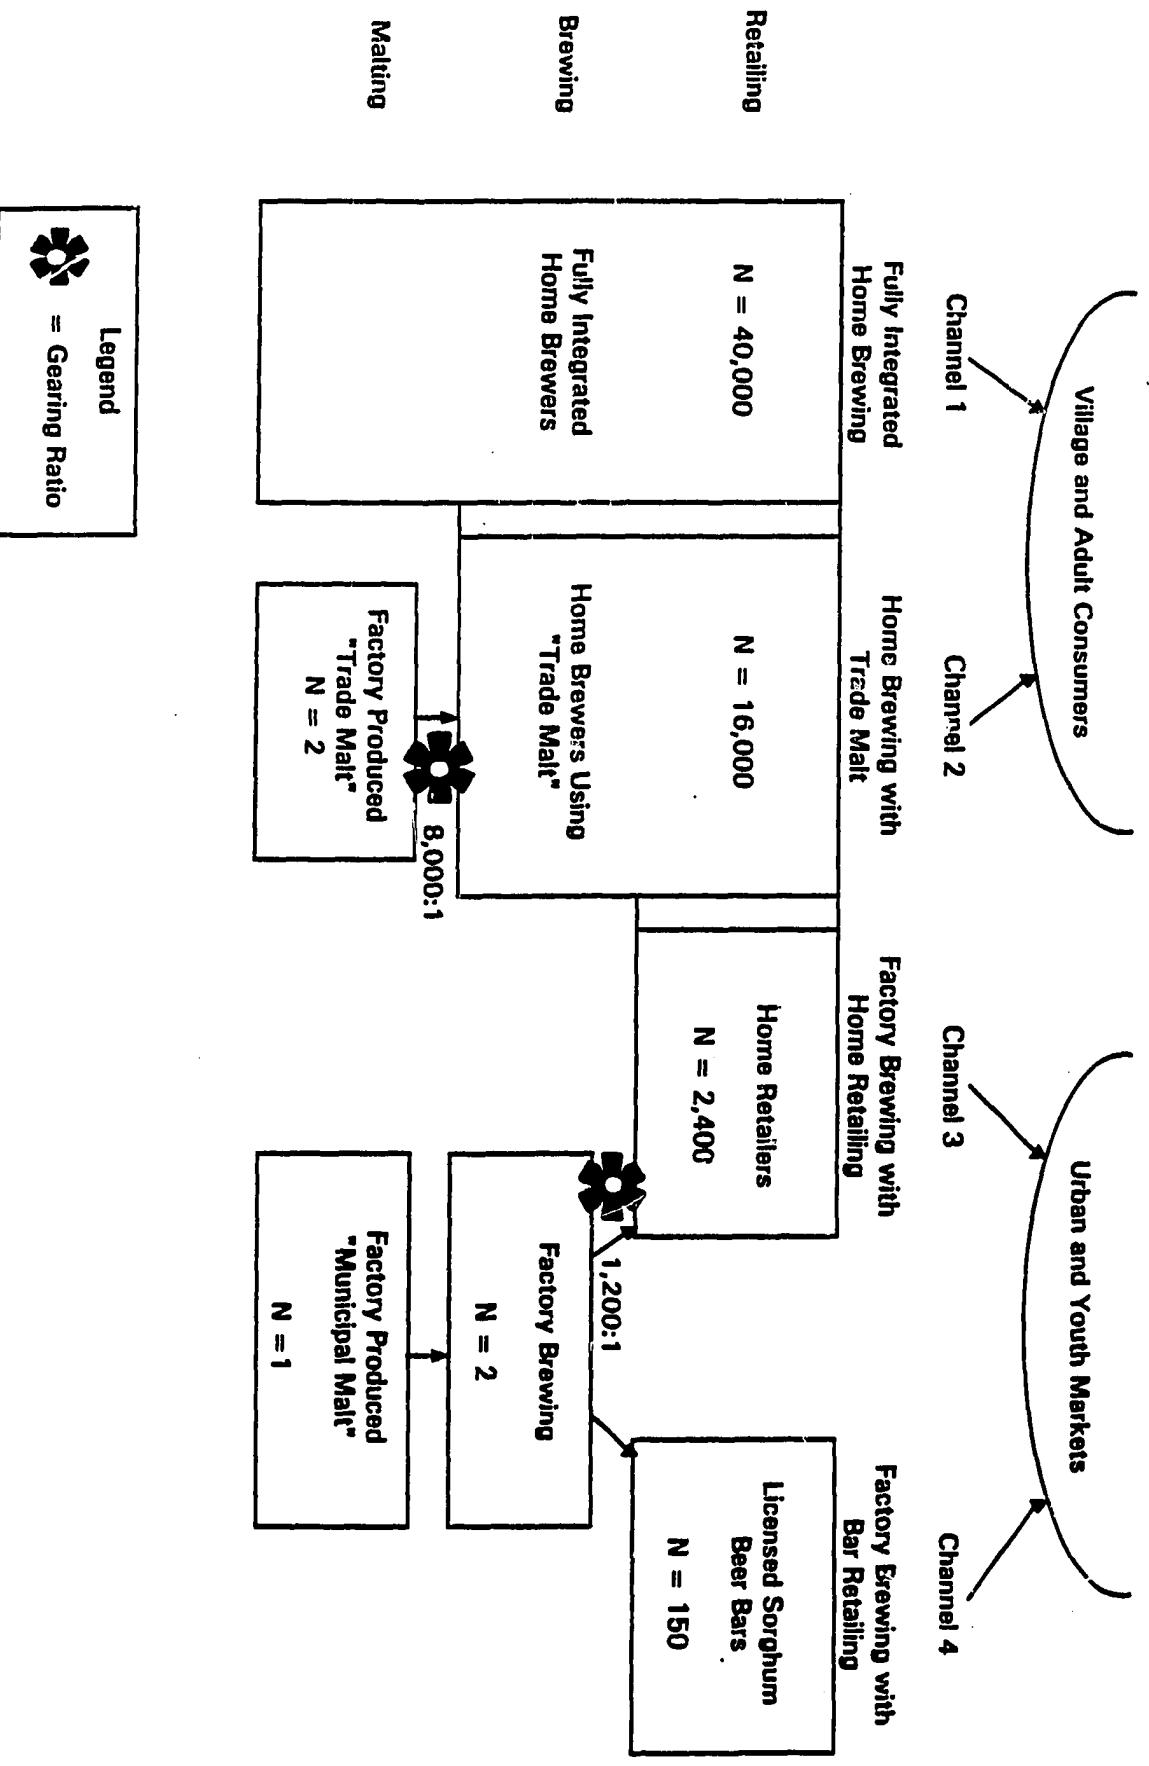 Village and Adult Consumers
Urban and Youth Markets
Channel 1
Channel 2
Channel 3
Channel 4
Fully Integrated
Home Brewing
Home Brewing with
Trade Malt
Factory Brewing with
Home Retailing
Factory Brewing with
Bar Retailing
Retailing
N = 40,000
N = 16,000
Home Retailers
N = 2,400
Licensed Sorghum
Beer Bars
N = 150
Brewing
Fully Integrated
Home Brewers
Home Brewers Using
"Trade Malt"
1,200:1
Factory Brewing
N = 2
8,000:1
Malting
Factory Produced
"Trade Malt"
N = 2
Factory Produced
"Municipal Malt"
N =1
Legend
= Gearing Ratio